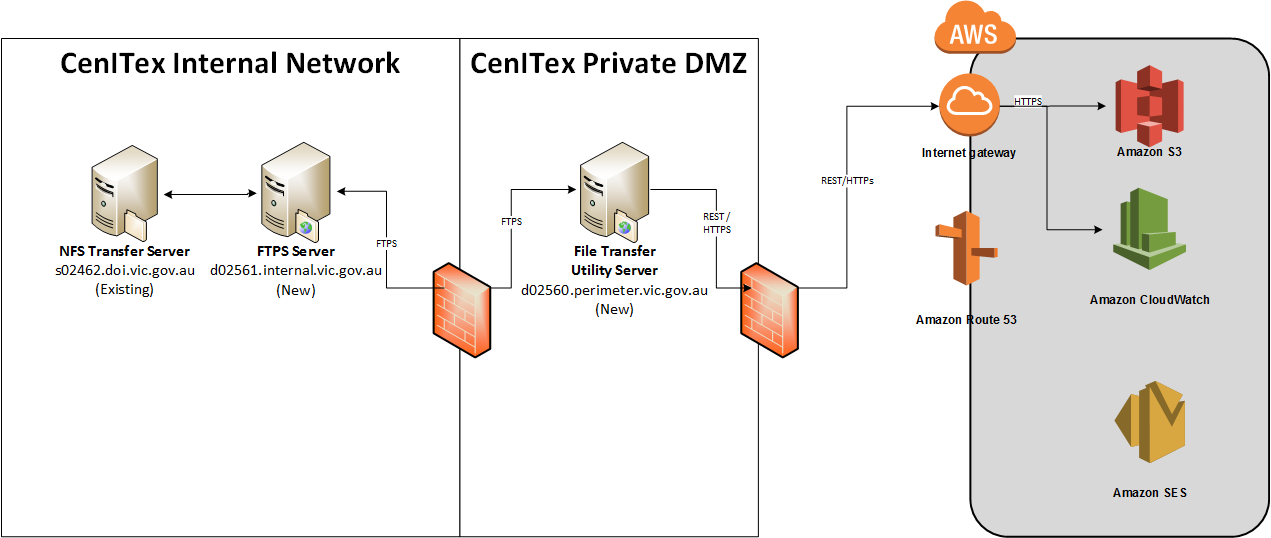 CenITex Internal Network
CenITex Private DMZ
AWS
NFS Transfer Server
s02462.doi.vic.gov.au
(Existing)
FTPS Server
d02561.internal.vic.gov.au
(New)
FTPS
FTPS
File Transfer
Utility Server
d02560.perimeter.vic.gov.au
(New)
REST /
HTTPS
REST/HTTPs
Internet gateway
HTTPS
Amazon S3
Amazon Route 53
Amazon CloudWatch
Amazon SES